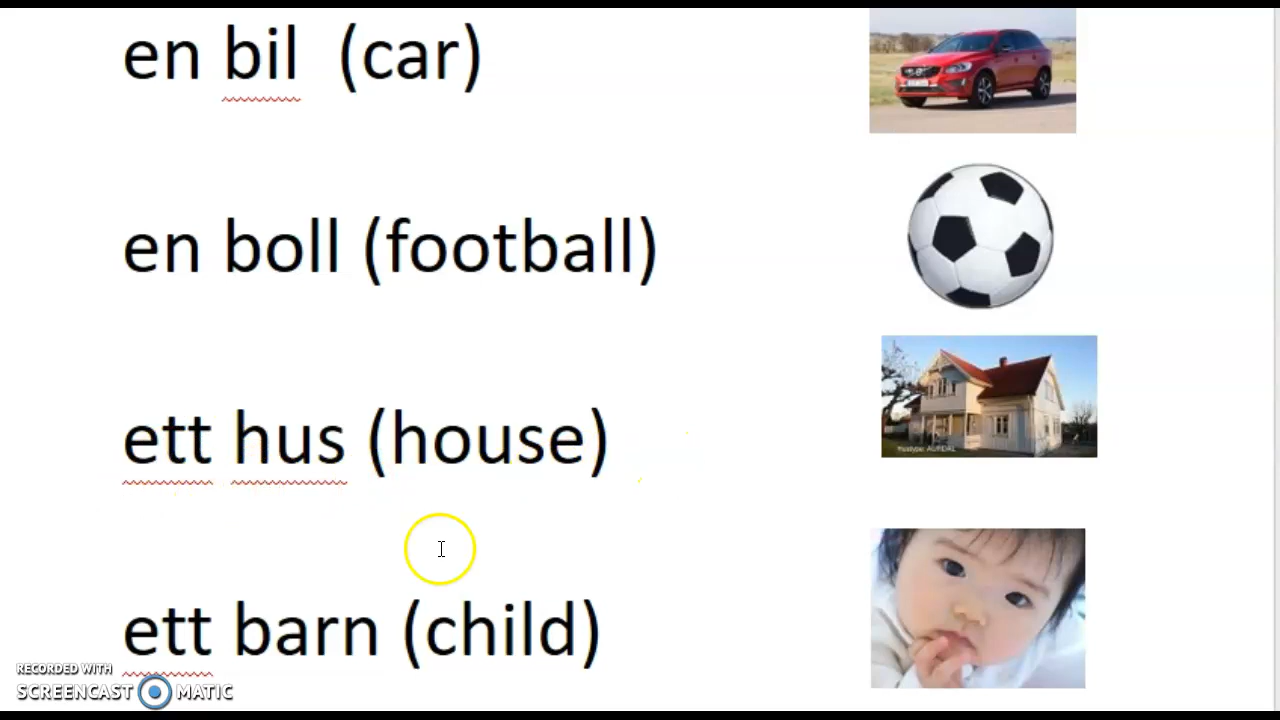 en bil (car)
en boll (football)
ett hus (house)
ett barn (child)
RECORDED WITH
SCREENCAST MATIC